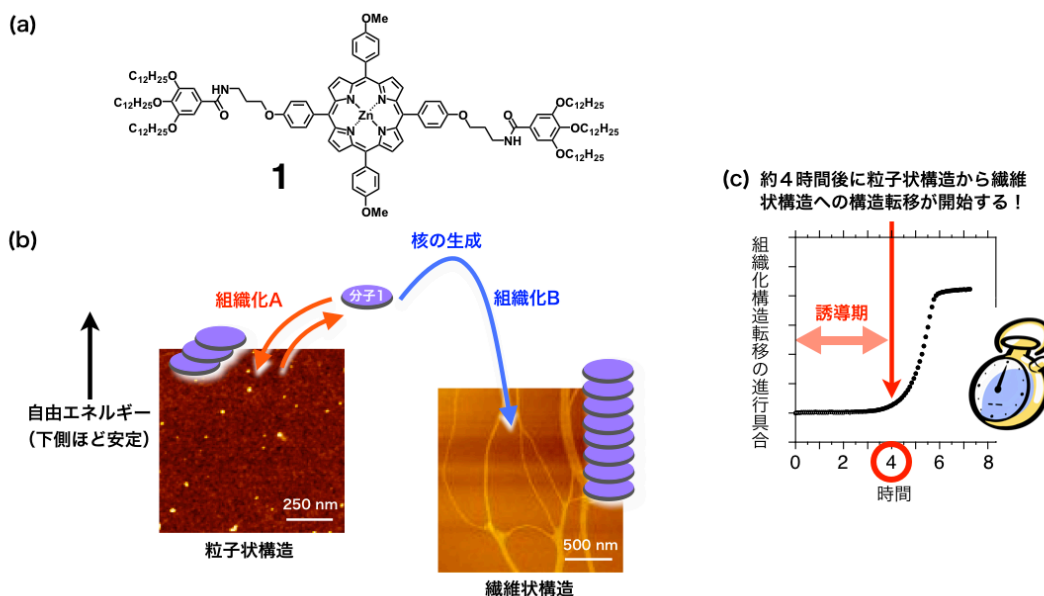 (a)
OMe
C12H25O
C12H25O
C12H25O
NH
O
O
N
N
Zn
N
N
O
NH
O
OC12H25
OC12H25
OC12H25
OMe
1
(b)
核の生成
組織化A
分子1
組織化B
自由エネルギー
(下側ほど安定)
250 nm
粒子状構造
500 nm
繊維状構造
(c) 約4時間後に粒子状構造から繊維
状構造への構造転移が開始する!
組織化構造転移の進行具合
誘導期
0 2 4 6 8
時間